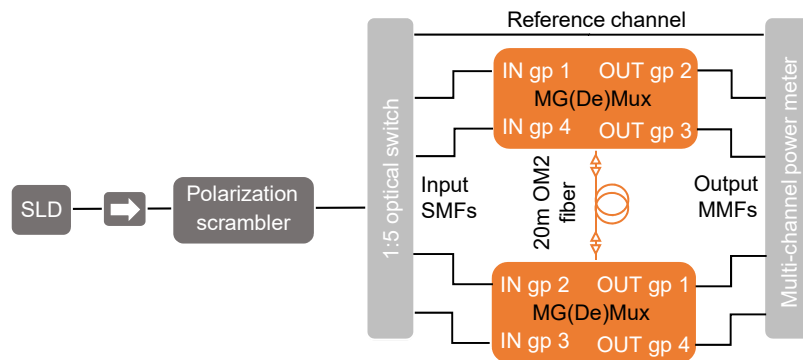 Reference channel
SLD
Polarization
scrambler
1:5 optical switch
IN gp 1 OUT gp 2
MG(De)Mux
IN gp 4 OUT gp 3
Input
SMFs
20m OM2
fiber
Output
MMFs
IN gp 2 OUT gp 1
MG(De)Mux
IN gp 3 OUT gp 4
Multi-channel power meter